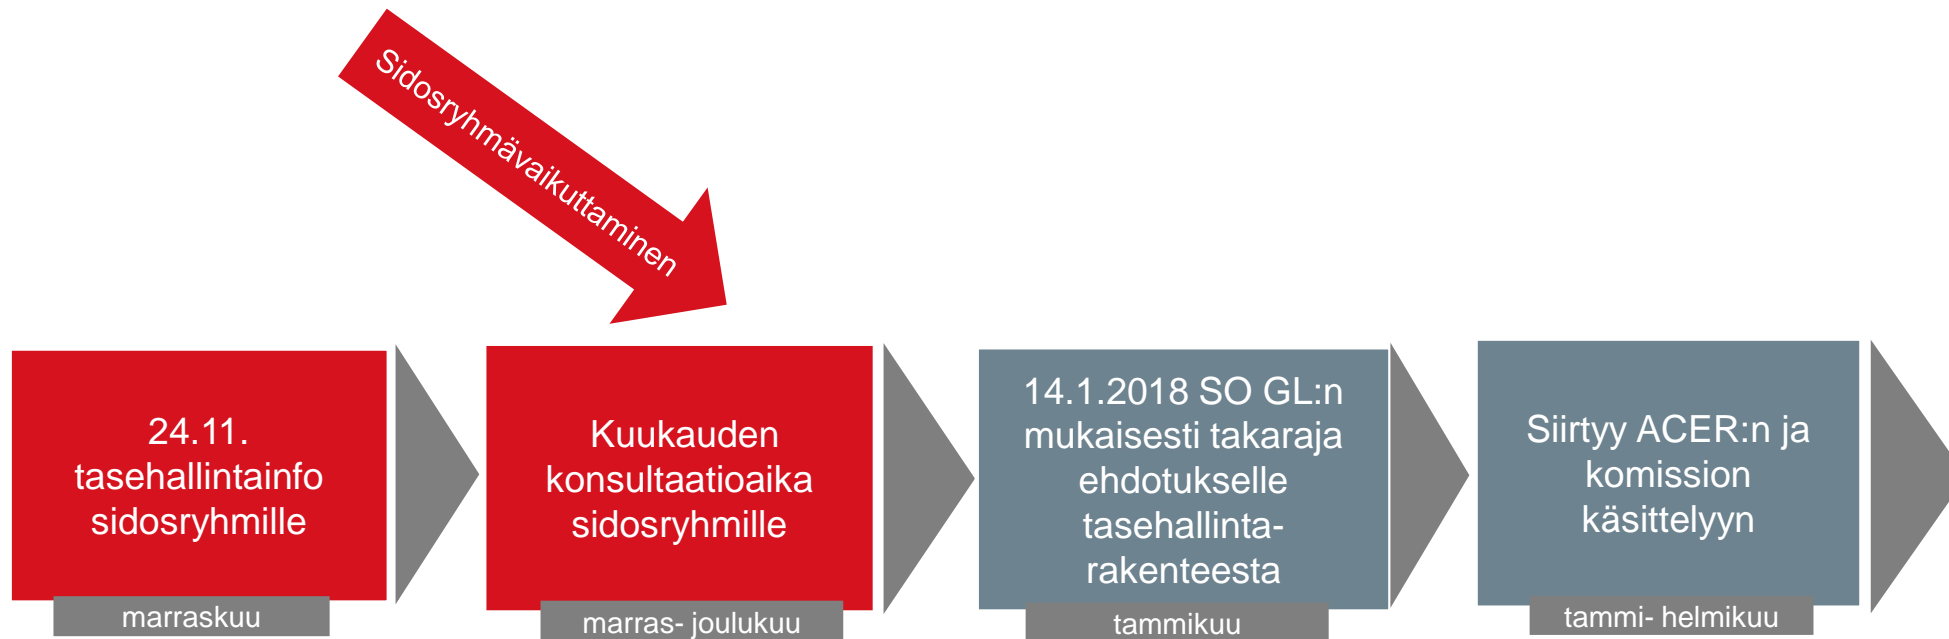 Sidosryhmävaikuttaminen
24.11.
tasehallintainfo
sidosryhmille
marraskuu
Kuukauden
konsultaatioaika
sidosryhmille
marras- joulukuu
14.1.2018 SO GL:n
mukaisesti takaraja
ehdotukselle
tasehallinta-
rakenteesta
tammikuu
Siirtyy ACER:n ja
komission
käsittelyyn
tammi- helmikuu